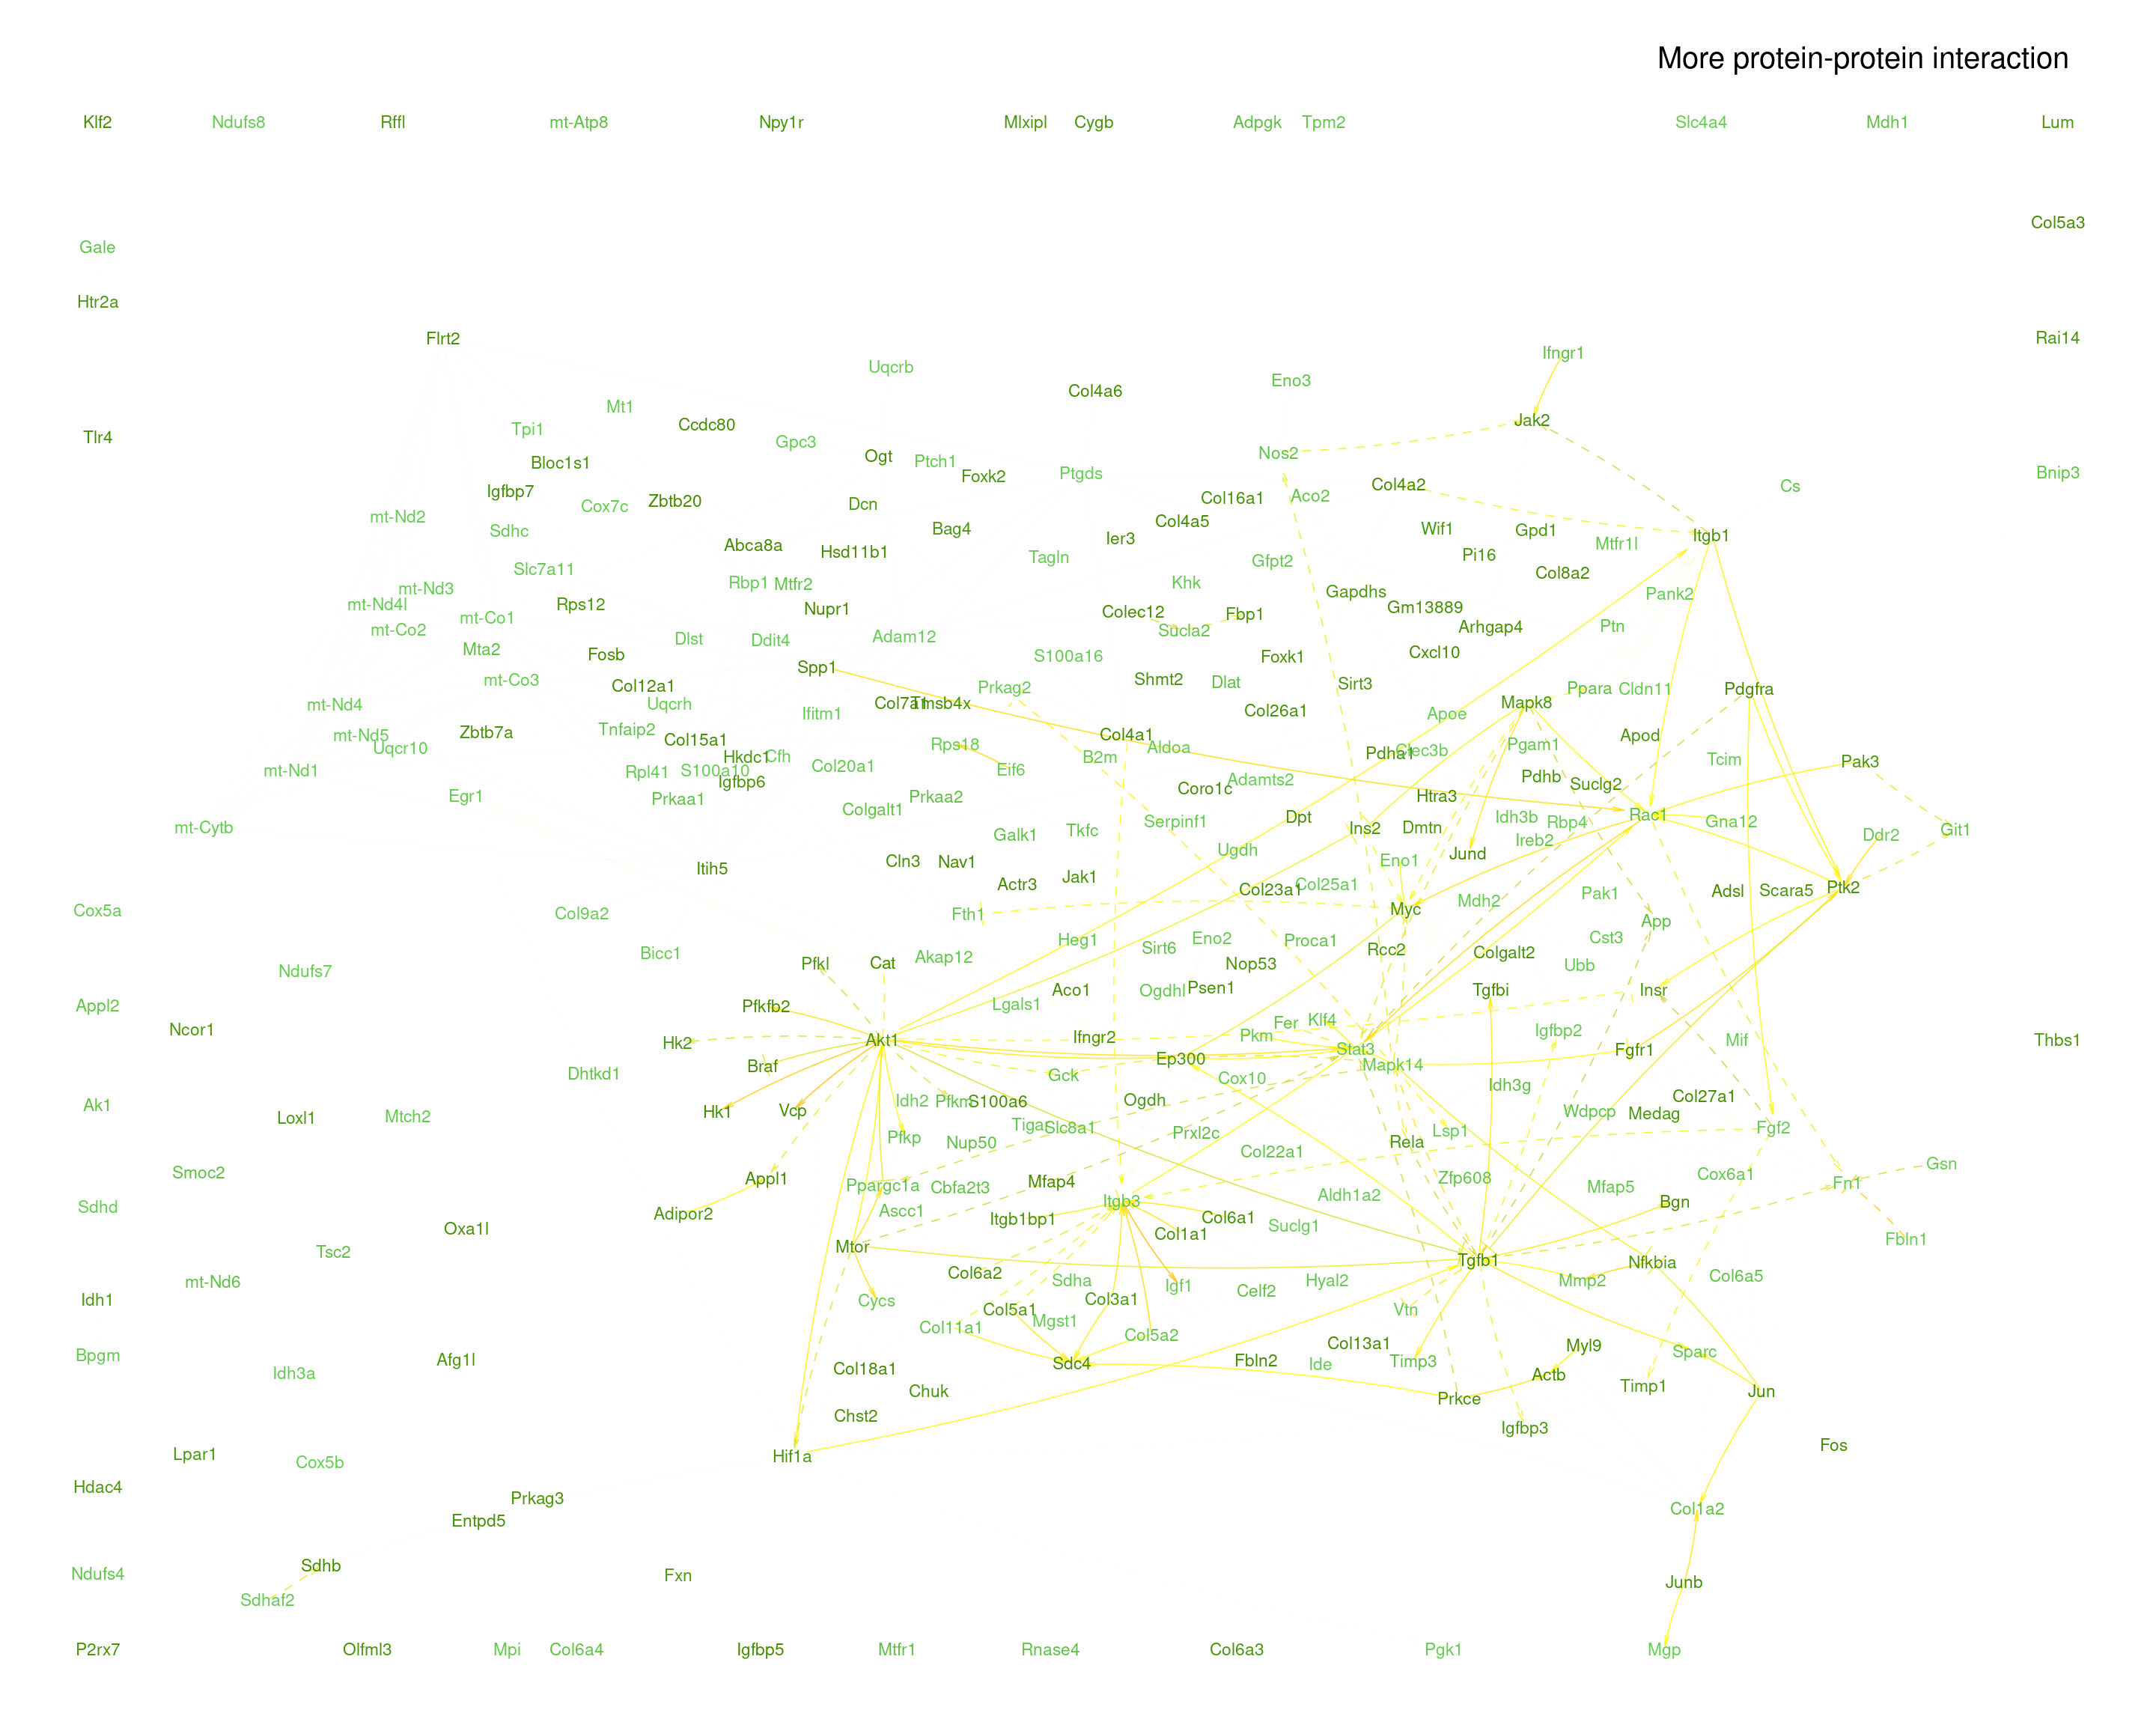 More protein-protein interaction
Klf2 Ndufs8 Rffl mt-Atp8 Npy1r Mlxipl Cygb Adpgk Tpm2 Slc4a4 Mdh1 Lum
Col5a3
Gale
Htr2a
Flrt2 Rai14
Ifngr1
Uqcrb
Eno3
Col4a6
Mt1
Jak2
Ccdc80
Tpi1
Tlr4
Gpc3
Nos2
Ogt
Bloc1s1 Ptch1
Ptgds Bnip3
Foxk2
Col4a2 Cs
Igfbp7
Aco2
Col16a1
Zbtb20
Dcn
Cox7c
mt-Nd2
Col4a5
Bag4 Wif1
Sdhc Gpd1
Itgb1
Ier3
Abca8a Mtfr1l
Hsd11b1
Pi16
Tagln
Gfpt2
Slc7a11 Col8a2
Rbp1 Mtfr2 Khk
mt-Nd3 Gapdhs Pank2
mt-Nd4l Rps12
Nupr1 Gm13889
Colec12 Fbp1
mt-Co1
Arhgap4 Ptn
mt-Co2 Sucla2
Adam12
Dlst Ddit4
Mta2 Cxcl10
Fosb S100a16 Foxk1
Spp1
mt-Co3 Shmt2 Dlat Sirt3
Col12a1 Prkag2 Ppara Cldn11 Pdgfra
mt-Nd4 Uqcrh Col7a1 Tmsb4x Mapk8
Ifitm1 Col26a1 Apoe
Tnfaip2
mt-Nd5 Zbtb7a Col4a1 Apod
Col15a1 Rps18 Pgam1
Uqcr10 Aldoa
Pdha1 Clec3b
Hkdc1 Cfh B2m Tcim Pak3
mt-Nd1 Rpl41 S100a10 Col20a1 Eif6
Igfbp6 Adamts2 Pdhb
Coro1c Suclg2
Egr1 Prkaa1 Prkaa2 Htra3
Colgalt1 Dpt Idh3b Rac1
mt-Cytb Serpinf1 Ins2 Dmtn Rbp4 Gna12
Galk1 Tkfc Ireb2 Ddr2 Git1
Ugdh Jund
Itih5 Cln3 Nav1 Eno1
Actr3 Jak1 Col23a1 Col25a1 Pak1 Adsl Scara5 Ptk2
Cox5a Col9a2 Fth1 Myc Mdh2
App
Heg1 Eno2 Proca1 Cst3
Bicc1 Akap12 Sirt6 Rcc2 Colgalt2
Pfkl Cat Nop53 Ubb
Ndufs7
Aco1 Ogdhl Psen1 Tgfbi Insr
Appl2 Pfkfb2 Lgals1
Ncor1 Fer Klf4 Igfbp2
Hk2 Akt1 Ifngr2 Pkm Mif Thbs1
Stat3 Fgfr1
Braf Ep300 Mapk14
Dhtkd1 Gck Cox10
Idh3g
Ak1 Idh2 Pfkm S100a6 Ogdh Col27a1
Loxl1 Mtch2 Hk1 Vcp Wdpcp Medag
Tigar Slc8a1 Prxl2c Lsp1 Fgf2
Pfkp Nup50 Rela
Col22a1
Smoc2 Gsn
Appl1 Ppargc1a Cbfa2t3 Mfap4 Zfp608 Mfap5 Cox6a1 Fn1
Sdhd Adipor2 Ascc1 Itgb1bp1 Itgb3 Col6a1 Aldh1a2 Bgn
Oxa1l Col1a1 Suclg1
Tsc2 Mtor Fbln1
mt-Nd6 Col6a2 Sdha Igf1 Hyal2 Tgfb1 Mmp2 Nfkbia Col6a5
Idh1 Cycs Col5a1 Col3a1 Celf2 Vtn
Col11a1 Mgst1 Col5a2
Bpgm Afg1l Col13a1 Myl9 Sparc
Idh3a Col18a1 Sdc4 Fbln2 Ide Timp3 Actb
Chuk Prkce Timp1 Jun
Chst2 Igfbp3
Lpar1 Cox5b Hif1a Fos
Hdac4 Prkag3
Entpd5 Col1a2
Ndufs4 Sdhb Fxn Junb
Sdhaf2
P2rx7 Olfml3 Mpi Col6a4 Igfbp5 Mtfr1 Rnase4 Col6a3 Pgk1 Mgp